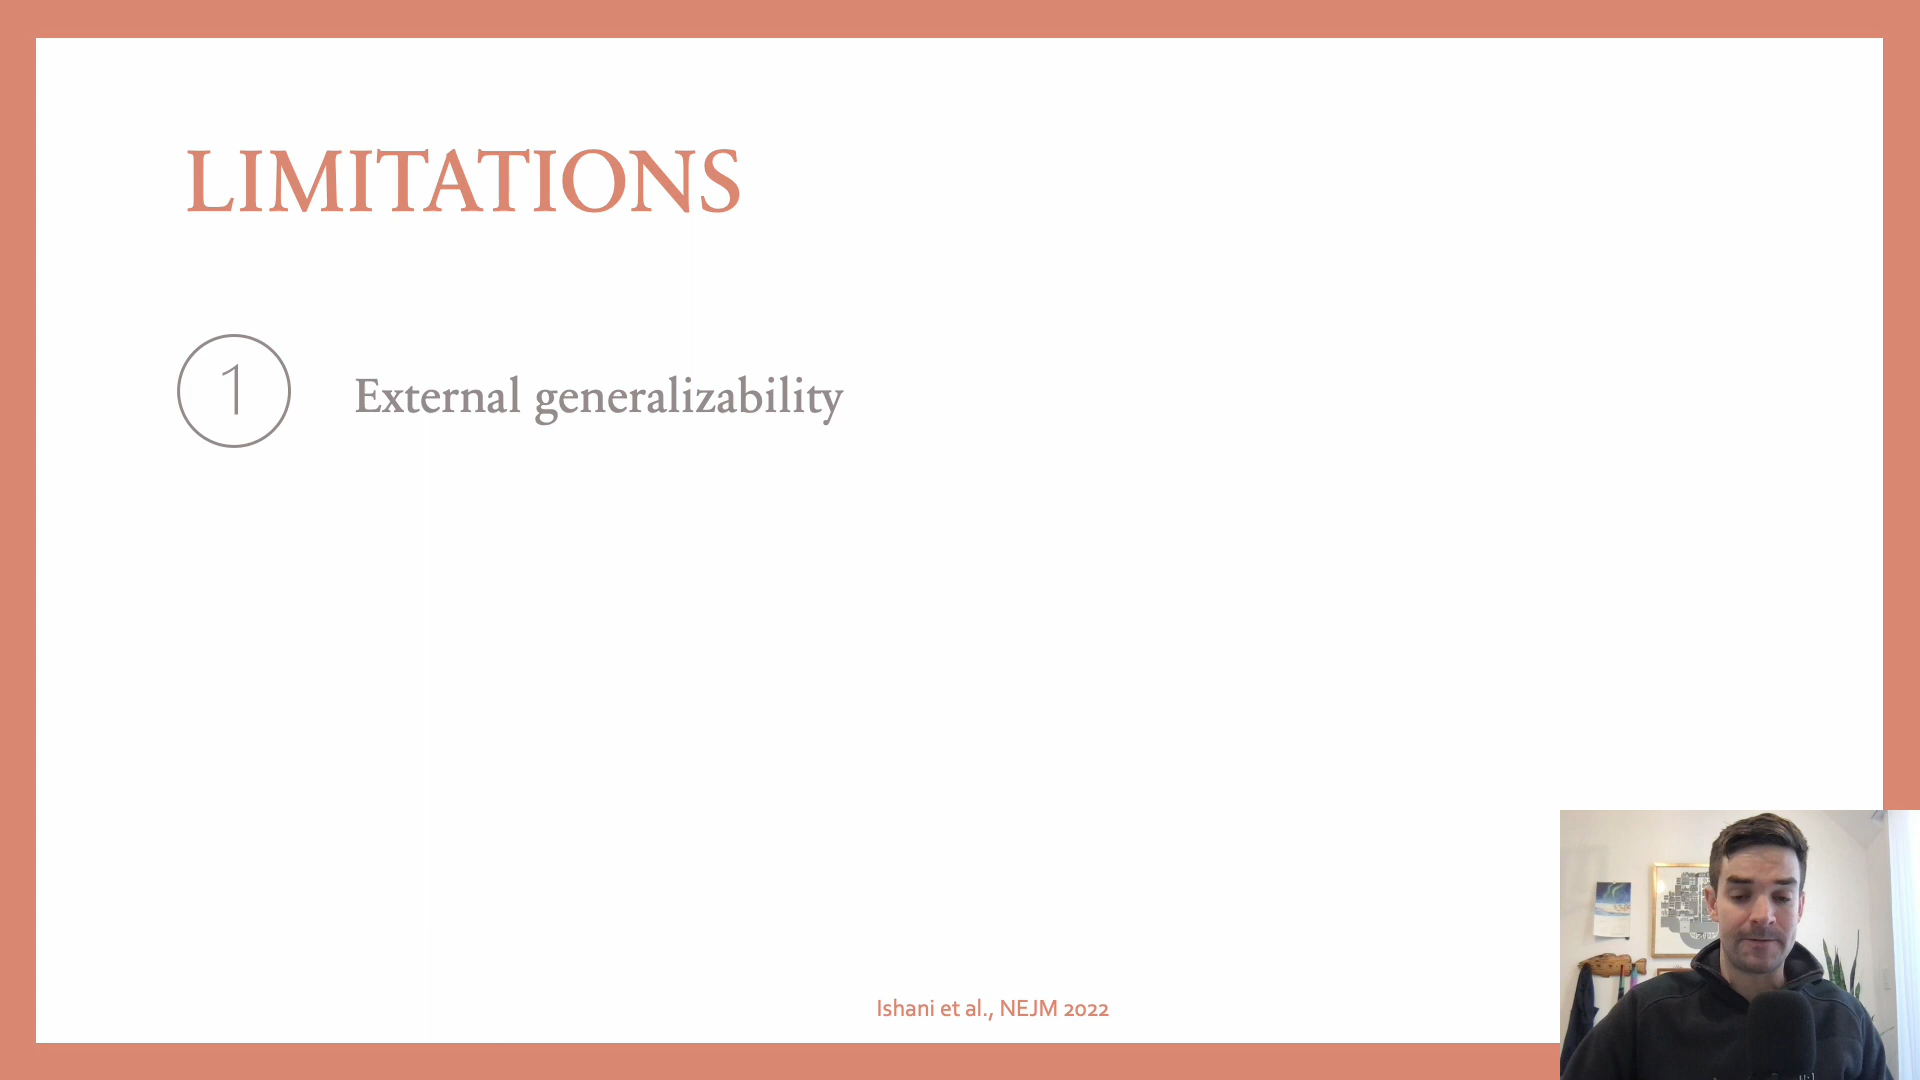 LIMITATIONS
1
External generalizability
Ishani et al., NEJM 2022